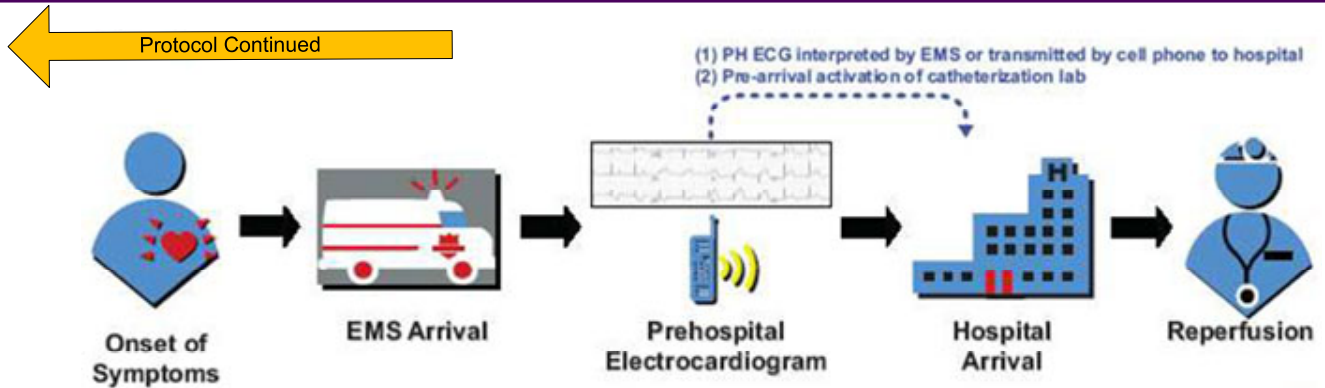 Protocol Continued
(1) PH ECG interpreted by EMS or transmitted by cell phone to hospital
(2) Pre-arrival activation of catheterization lab
H
Onset of
Symptoms
EMS Arrival
Prehospital
Electrocardiogram
Hospital
Arrival
Reperfusion